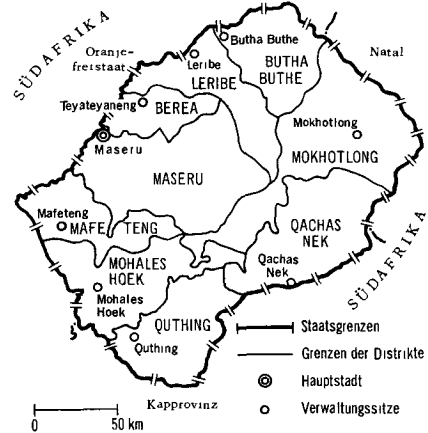 SÜDAFRIKA
Oranje-
freistaat
Butha Buthe
Leribe
BUTHA
BUTHE
Natal
LERIBE
Teyateyaneng
BEREA
Mokhotlong
Maseru
MOKHOTLONG
MASERU
Mafeteng
MAFE TENG
QACHAS
NEK
MOHALES
HOEK
Qachas
Nek
Mohales
Hoek
SÜDAFRIKA
QUTHING
Quthing
Staatsgrenzen
Grenzen der Distrikte
Hauptstadt
Verwaltungssitze
Kapprovinz
0 50 km